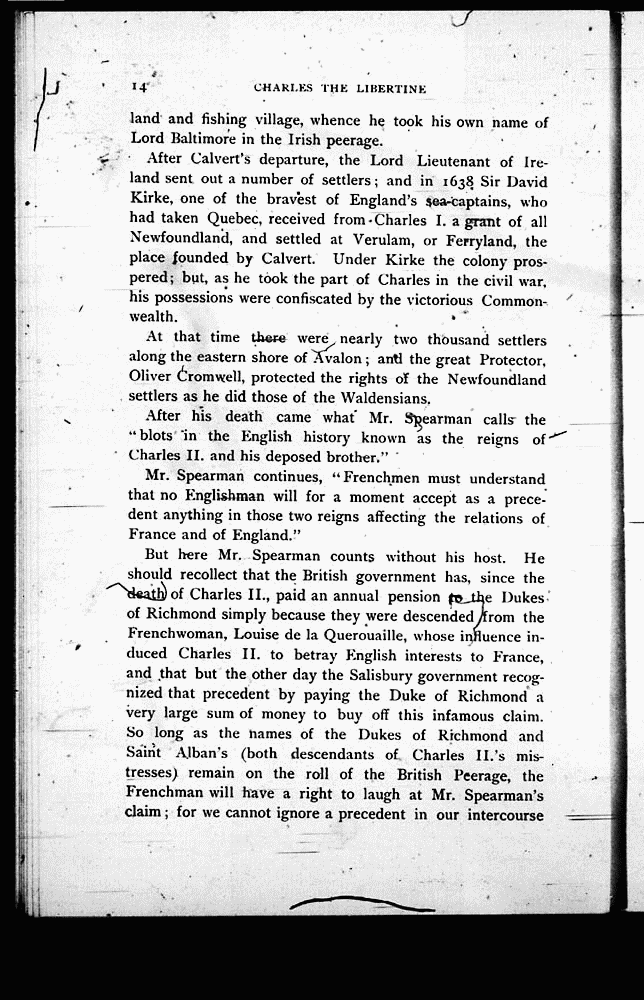 14 CHARLES THE LIBERTINE
land and fishing village, whence he took his own name of
Lord Baltimore in the Irish peerage.
After Calvert's departure, the Lord Lieutenant of Ire-
land sent out a number of settlers; and in 1638 Sir David
Kirke, one of the bravest of England's sea-captains, who
had taken Quebec, received from Charles I. a grant of all
Newfoundland, and settled at Verulam, or Ferryland, the
place founded by Calvert. Under Kirke the colony pros-
pered; but, as he took the part of Charles in the civil war,
his possessions were confiscated by the victorious Common-
wealth.
At that time there were nearly two thousand settlers
along the eastern shore of Avalon; and the great Protector,
Oliver Cromwell, protected the rights of the Newfoundland
settlers as he did those of the Waldensians.
After his death came what Mr. Spearman calls the
"blots in the English history known as the reigns of
Charles II. and his deposed brother."
Mr. Spearman continues, "Frenchmen must understand
that no Englishman will for a moment accept as a prece-
dent anything in those two reigns affecting the relations of
France and of England."
But here Mr. Spearman counts without his host. He
should recollect that the British government has, since the
death of Charles II., paid an annual pension to the Dukes
of Richmond simply because they were descended from the
Frenchwoman, Louise de la Querouaille, whose influence in-
duced Charles II. to betray English interests to France,
and that but the other day the Salisbury government recog-
nized that precedent by paying the Duke of Richmond a
very large sum of money to buy off this infamous claim.
So long as the names of the Dukes of Richmond and
Saint Alban's (both descendants of Charles II.'s mis-
tresses) remain on the roll of the British Peerage, the
Frenchman will have a right to laugh at Mr. Spearman's
claim; for we cannot ignore a precedent in our intercourse